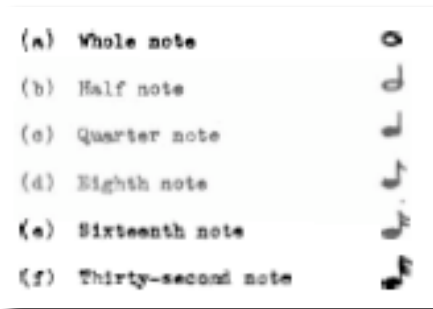 (a) Whole note
(b) Half note
(c) Quarter note
(d) Eighth note
(e) Sixteenth note
(f) Thirty-second note